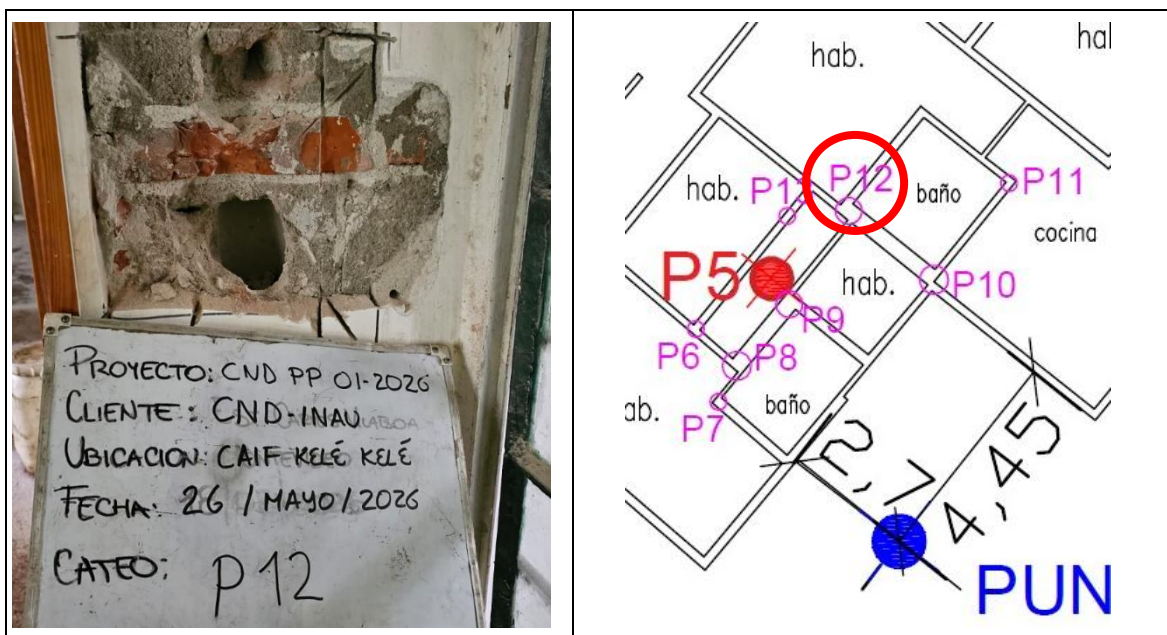 PROYECTO: CND PP 01-2026
CLIENTE: CND-INAU
UBICACION: CAIF KELÉ KELÉ
FECHA: 26 / MAYO / 2026
CATEO: P12
hab.
hal
hab.
P1
P12
baño
P11
cocina
P5
hab.
P10
P9
P6
P8
ab.
baño
P7
2,7
4,45
PUN